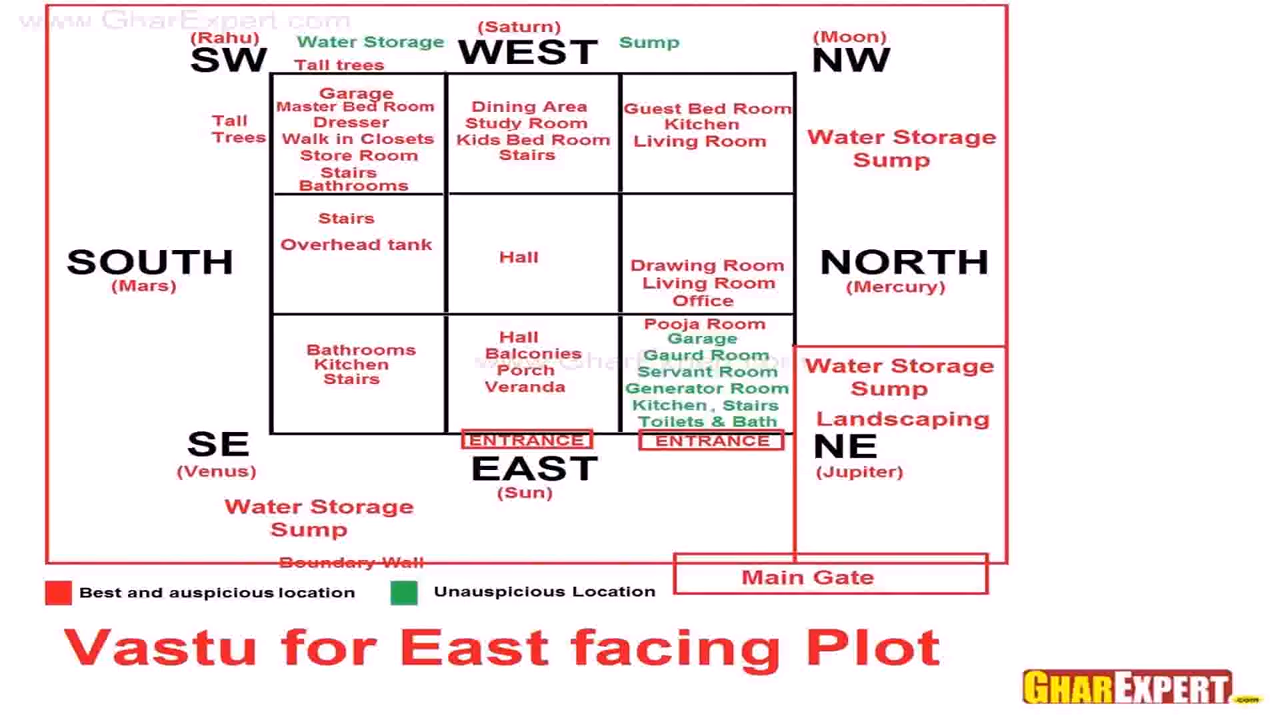 www.GharExpert.com
(Rahu)
SW
Water Storage
(Saturn)
WEST
Sump
(Moon)
NW
Tall trees
Tall
Trees
Garage
Master Bed Room
Dresser
Walk in Closets
Store Room
Stairs
Bathrooms
Dining Area
Study Room
Kids Bed Room
Stairs
Guest Bed Room
Kitchen
Living Room
Water Storage
Sump
SOUTH
(Mars)
Stairs
Overhead tank
Hall
Drawing Room
Living Room
Office
NORTH
(Mercury)
Bathrooms
Kitchen
Stairs
Hall
Balconies
Porch
Veranda
www.GharExpert.com
Pooja Room
Garage
Gaurd Room
Servant Room
Generator Room
Kitchen, Stairs
Toilets & Bath
Water Storage
Sump
Landscaping
NE
(Jupiter)
SE
(Venus)
ENTRANCE
ENTRANCE
EAST
(Sun)
Water Storage
Sump
Boundary Wall
Main Gate
Best and auspicious location
Unauspicious Location
Vastu for East facing Plot
GHAREXPERT.com